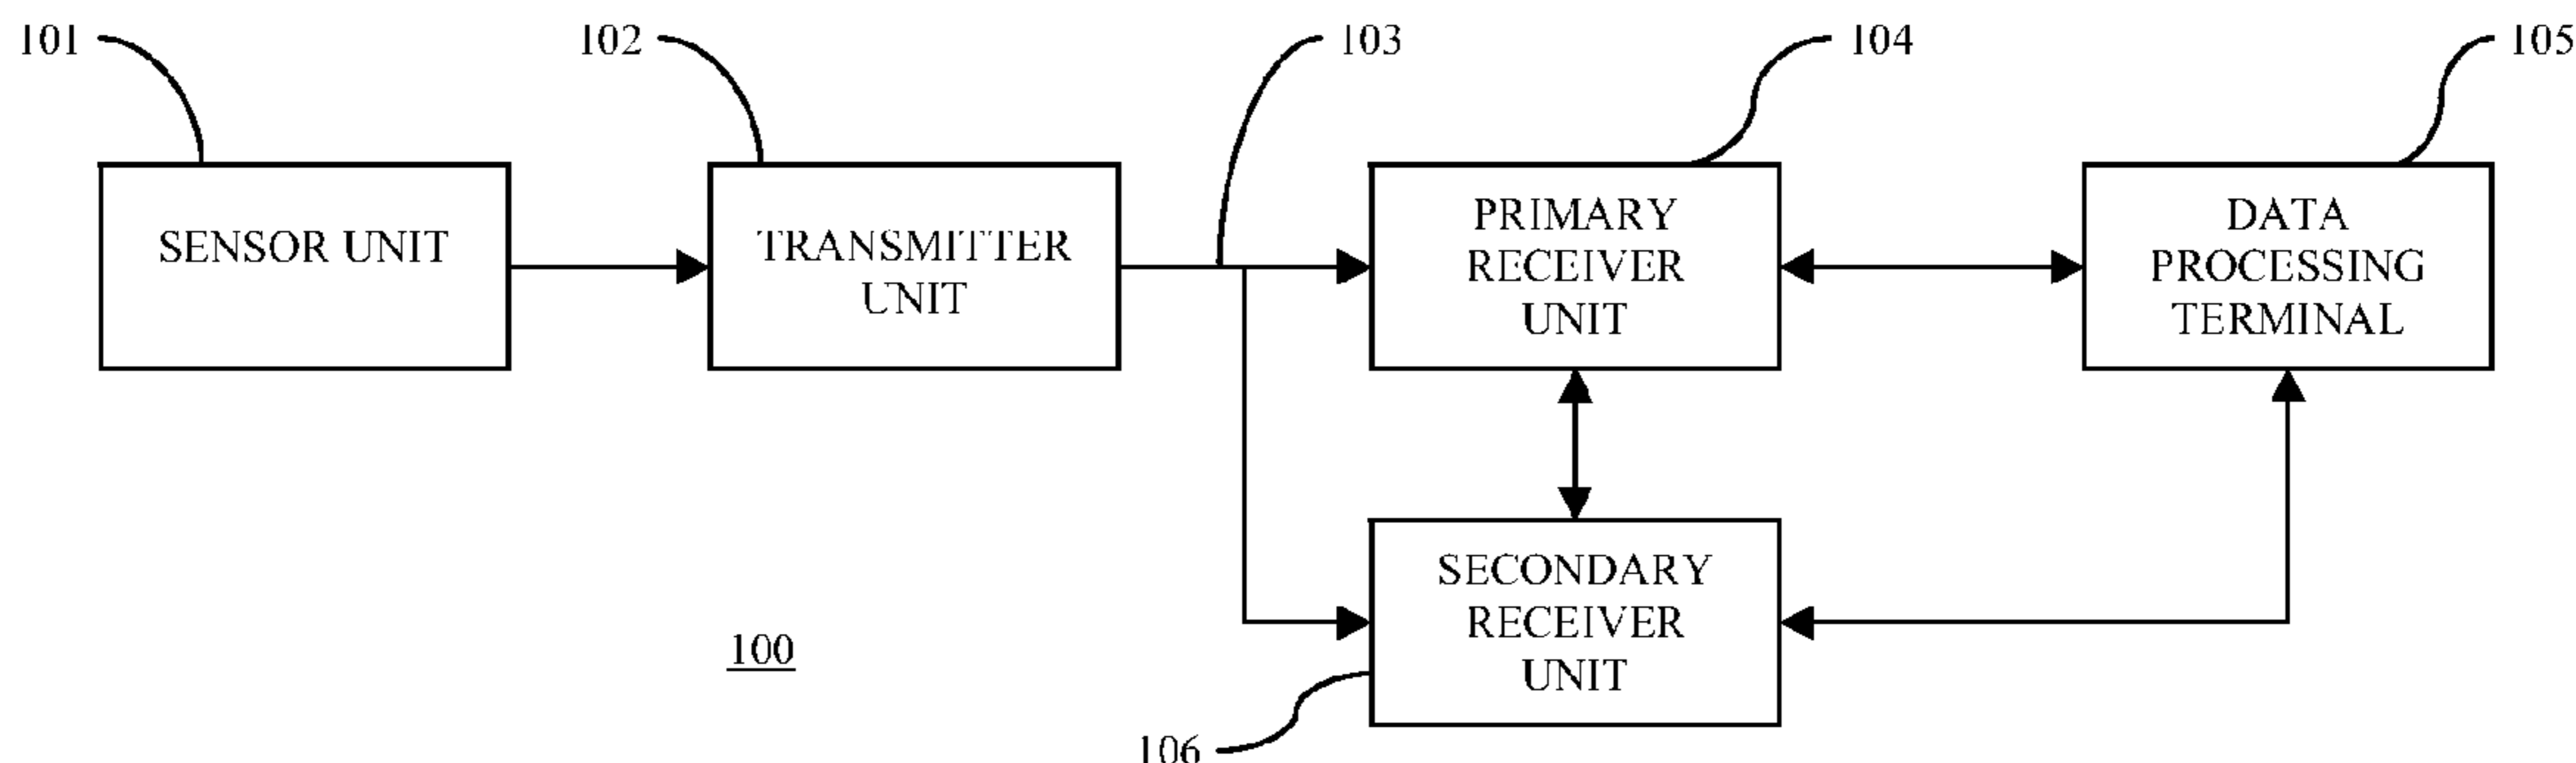 101
102
103
104
105
SENSOR UNIT
TRANSMITTER
UNIT
PRIMARY
RECEIVER
UNIT
DATA
PROCESSING
TERMINAL
SECONDARY
RECEIVER
UNIT
100
106